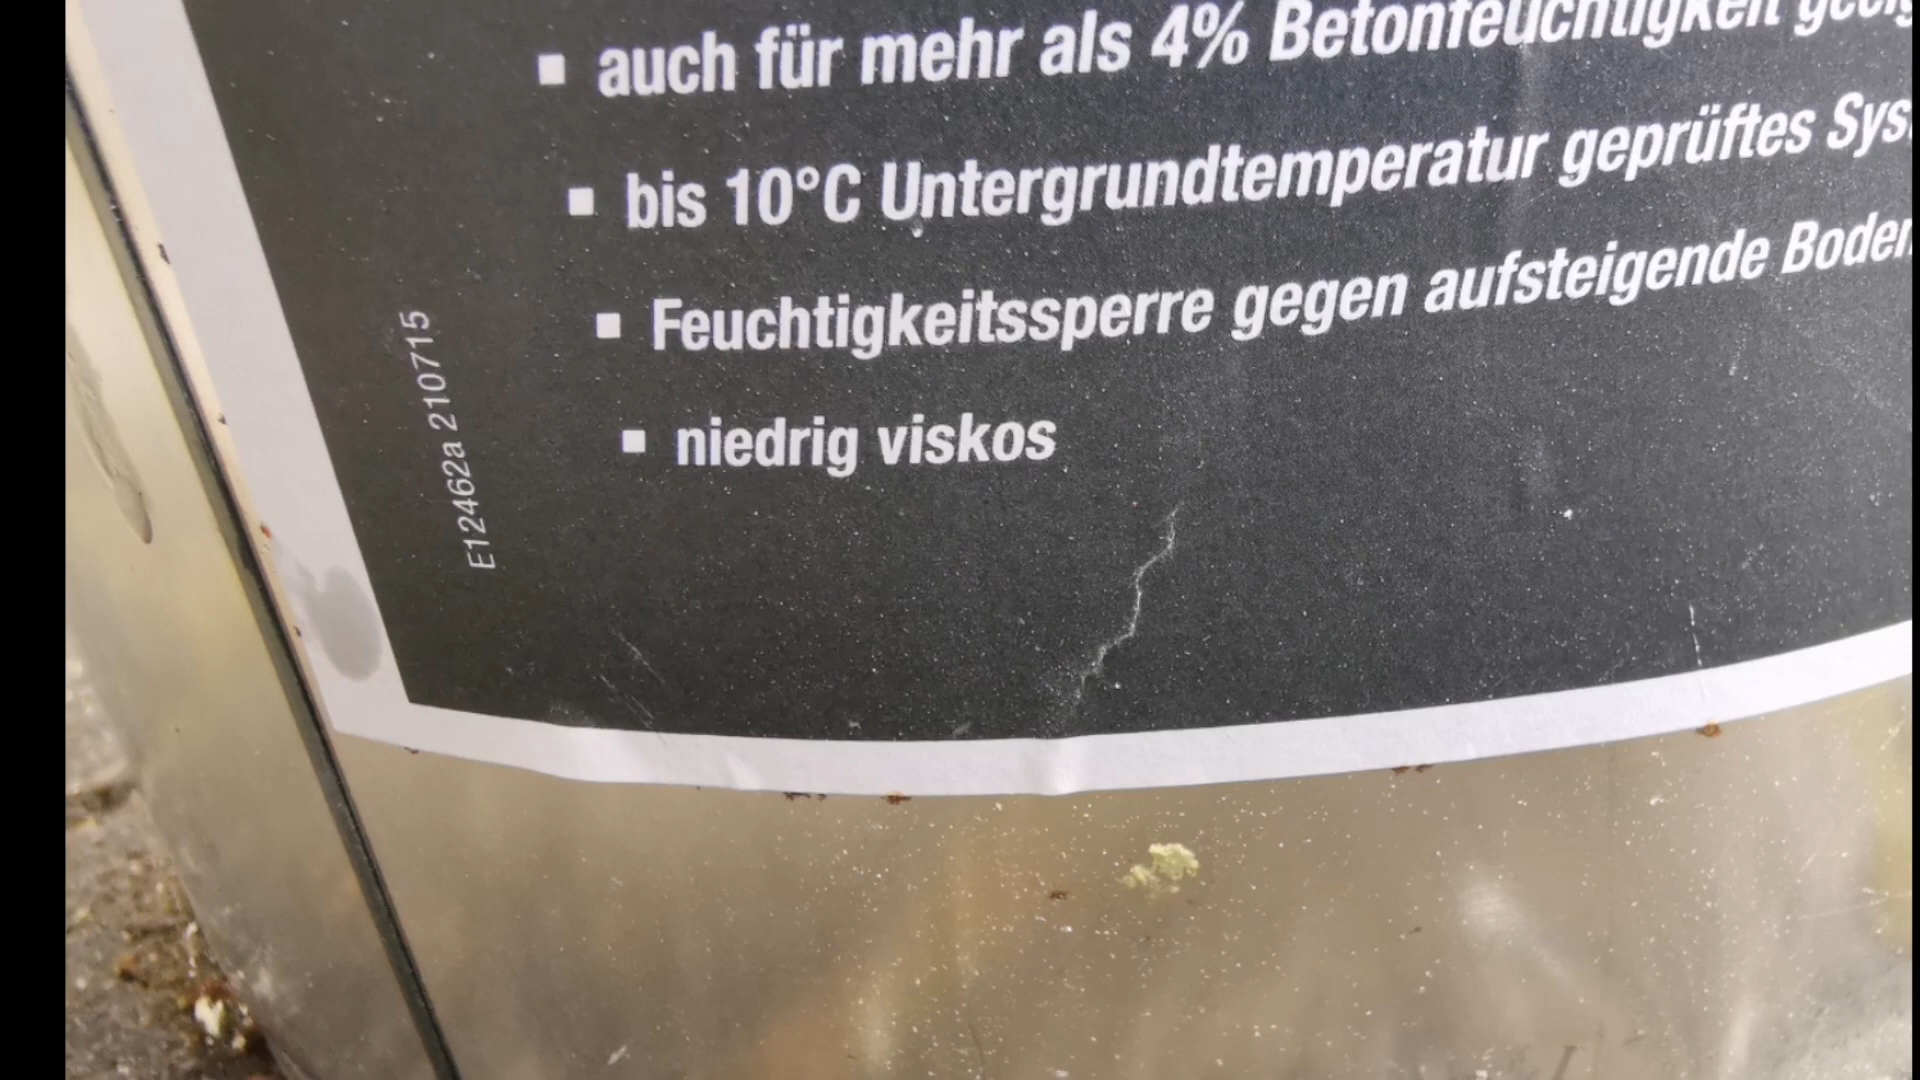 ▪ auch für mehr als 4% Betonfeuchtigkeit
▪ bis 10°C Untergrundtemperatur geprüftes
▪ Feuchtigkeitssperre gegen aufsteigende
▪ niedrig viskos
E12462a 210715